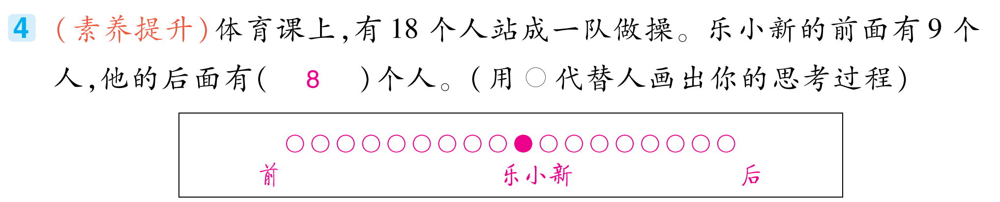 4 (素养提升)体育课上,有 18 个人站成一队做操。乐小新的前面有 9 个
人,他的后面有( 8 )个人。(用 ○ 代替人画出你的思考过程)
○○○○○○○○○●○○○○○○○○
前 乐小新 后